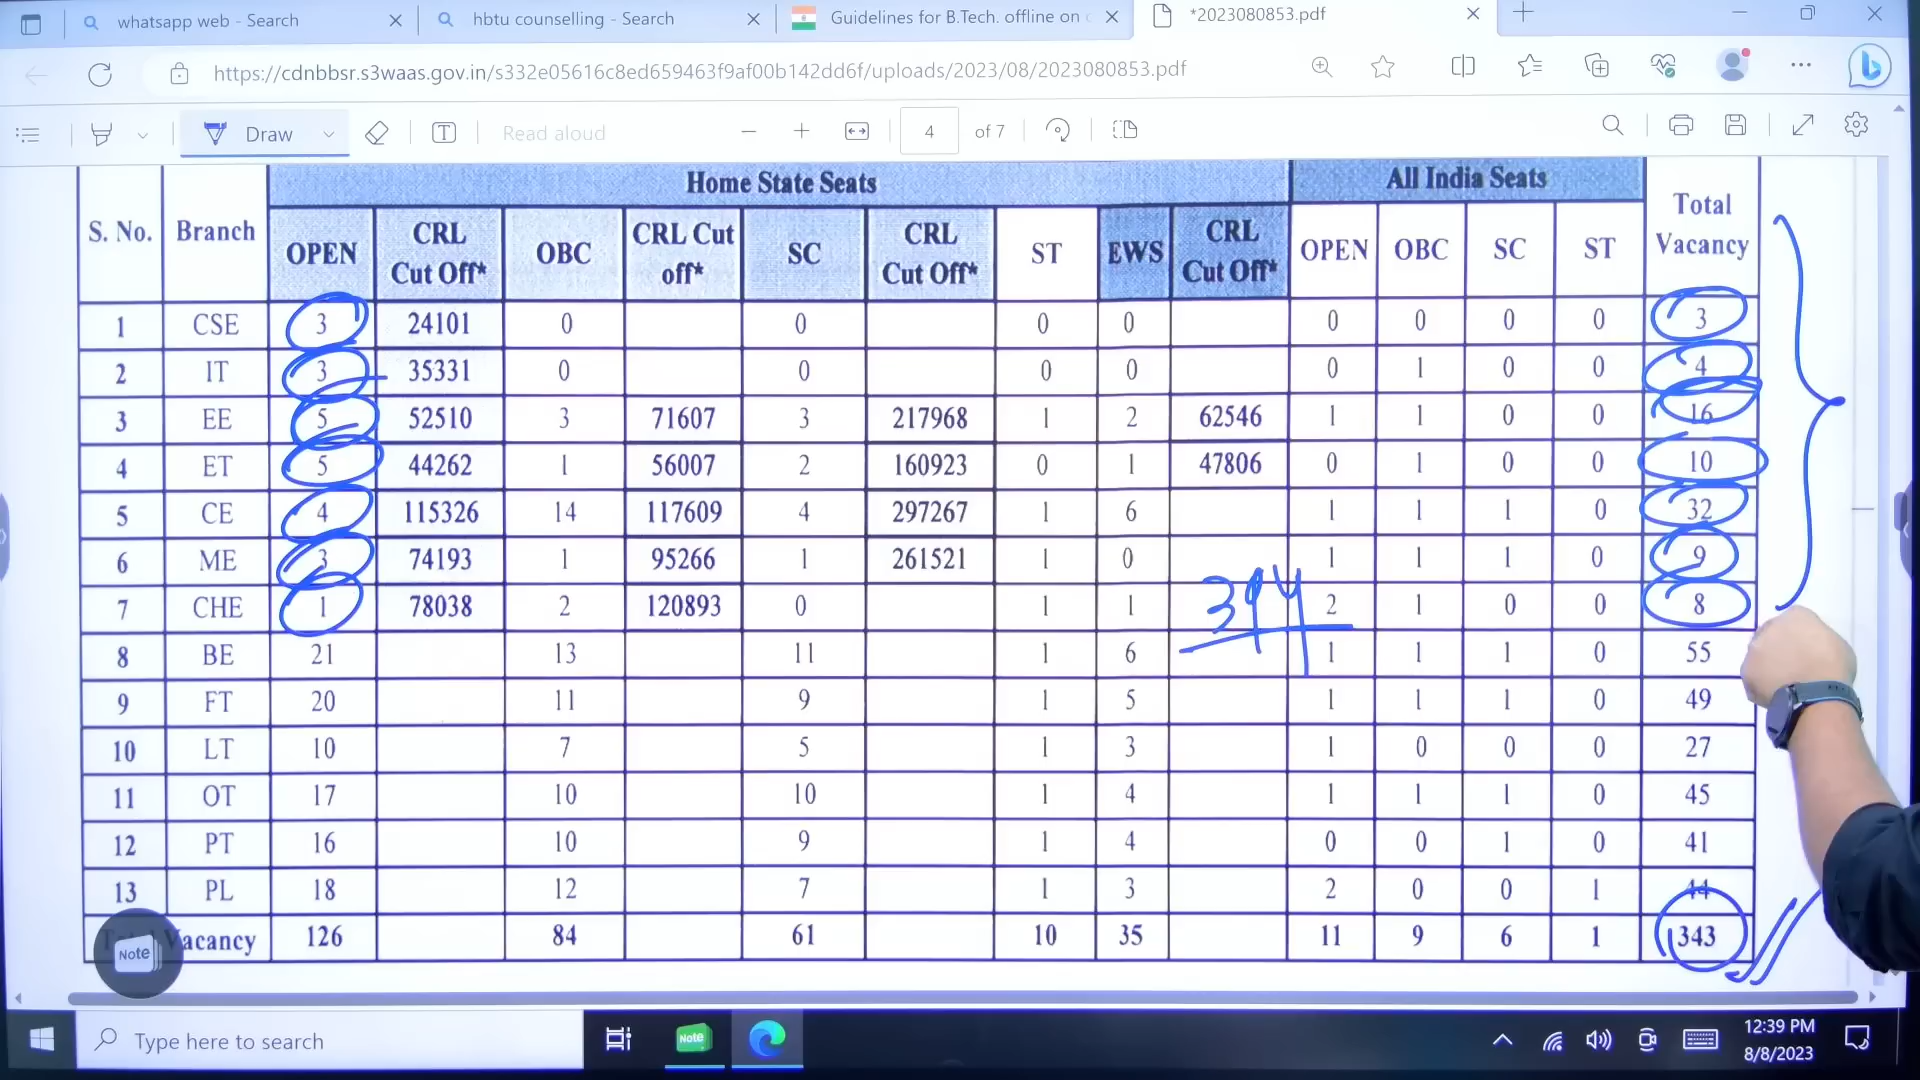 whatsapp web - Search
hbtu counselling - Search
Guidelines for B.Tech. offline on
*2023080853.pdf
https://cdnbbsr.s3waas.gov.in/s332e05616c8ed659463f9af00b142dd6f/uploads/2023/08/2023080853.pdf
Draw T Read aloud 4 of 7
Home State Seats All India Seats
S. No. Branch OPEN CRL Cut Off* OBC CRL Cut off* SC CRL Cut Off* ST EWS CRL Cut Off* OPEN OBC SC ST Total Vacancy
1 CSE 3 24101 0 0 0 0 0 0 0 0 3
2 IT 3 35331 0 0 0 0 0 1 0 0 4
3 EE 5 52510 3 71607 3 217968 1 2 62546 1 1 0 0 16
4 ET 5 44262 1 56007 2 160923 0 1 47806 0 1 0 0 10
5 CE 4 115326 14 117609 4 297267 1 6 1 1 1 0 32
6 ME 3 74193 1 95266 1 261521 1 0 1 1 1 0 9
7 CHE 1 78038 2 120893 0 1 1 2 1 0 0 8
394
8 BE 21 13 11 1 6 1 1 1 0 55
9 FT 20 11 9 1 5 1 1 1 0 49
10 LT 10 7 5 1 3 1 0 0 0 27
11 OT 17 10 10 1 4 1 1 1 0 45
12 PT 16 10 9 1 4 0 0 1 0 41
13 PL 18 12 7 1 3 2 0 0 1 44
Vacancy 126 84 61 10 35 11 9 6 1 343
Note
Type here to search
Note
12:39 PM
8/8/2023